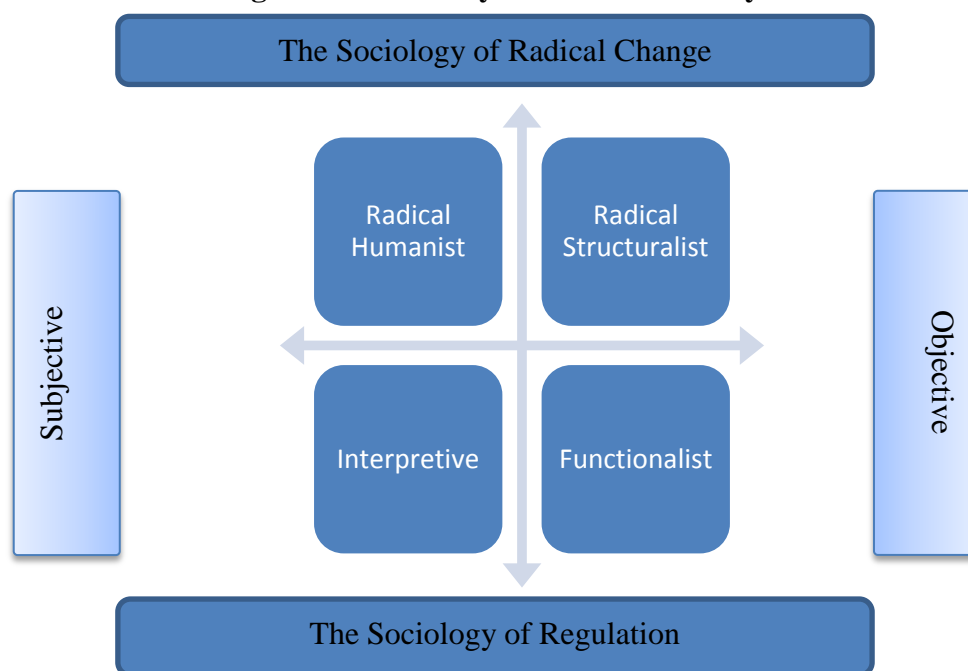 The Sociology of Radical Change
Radical
Humanist
Radical
Structuralist
Subjective
Objective
Interpretive
Functionalist
The Sociology of Regulation